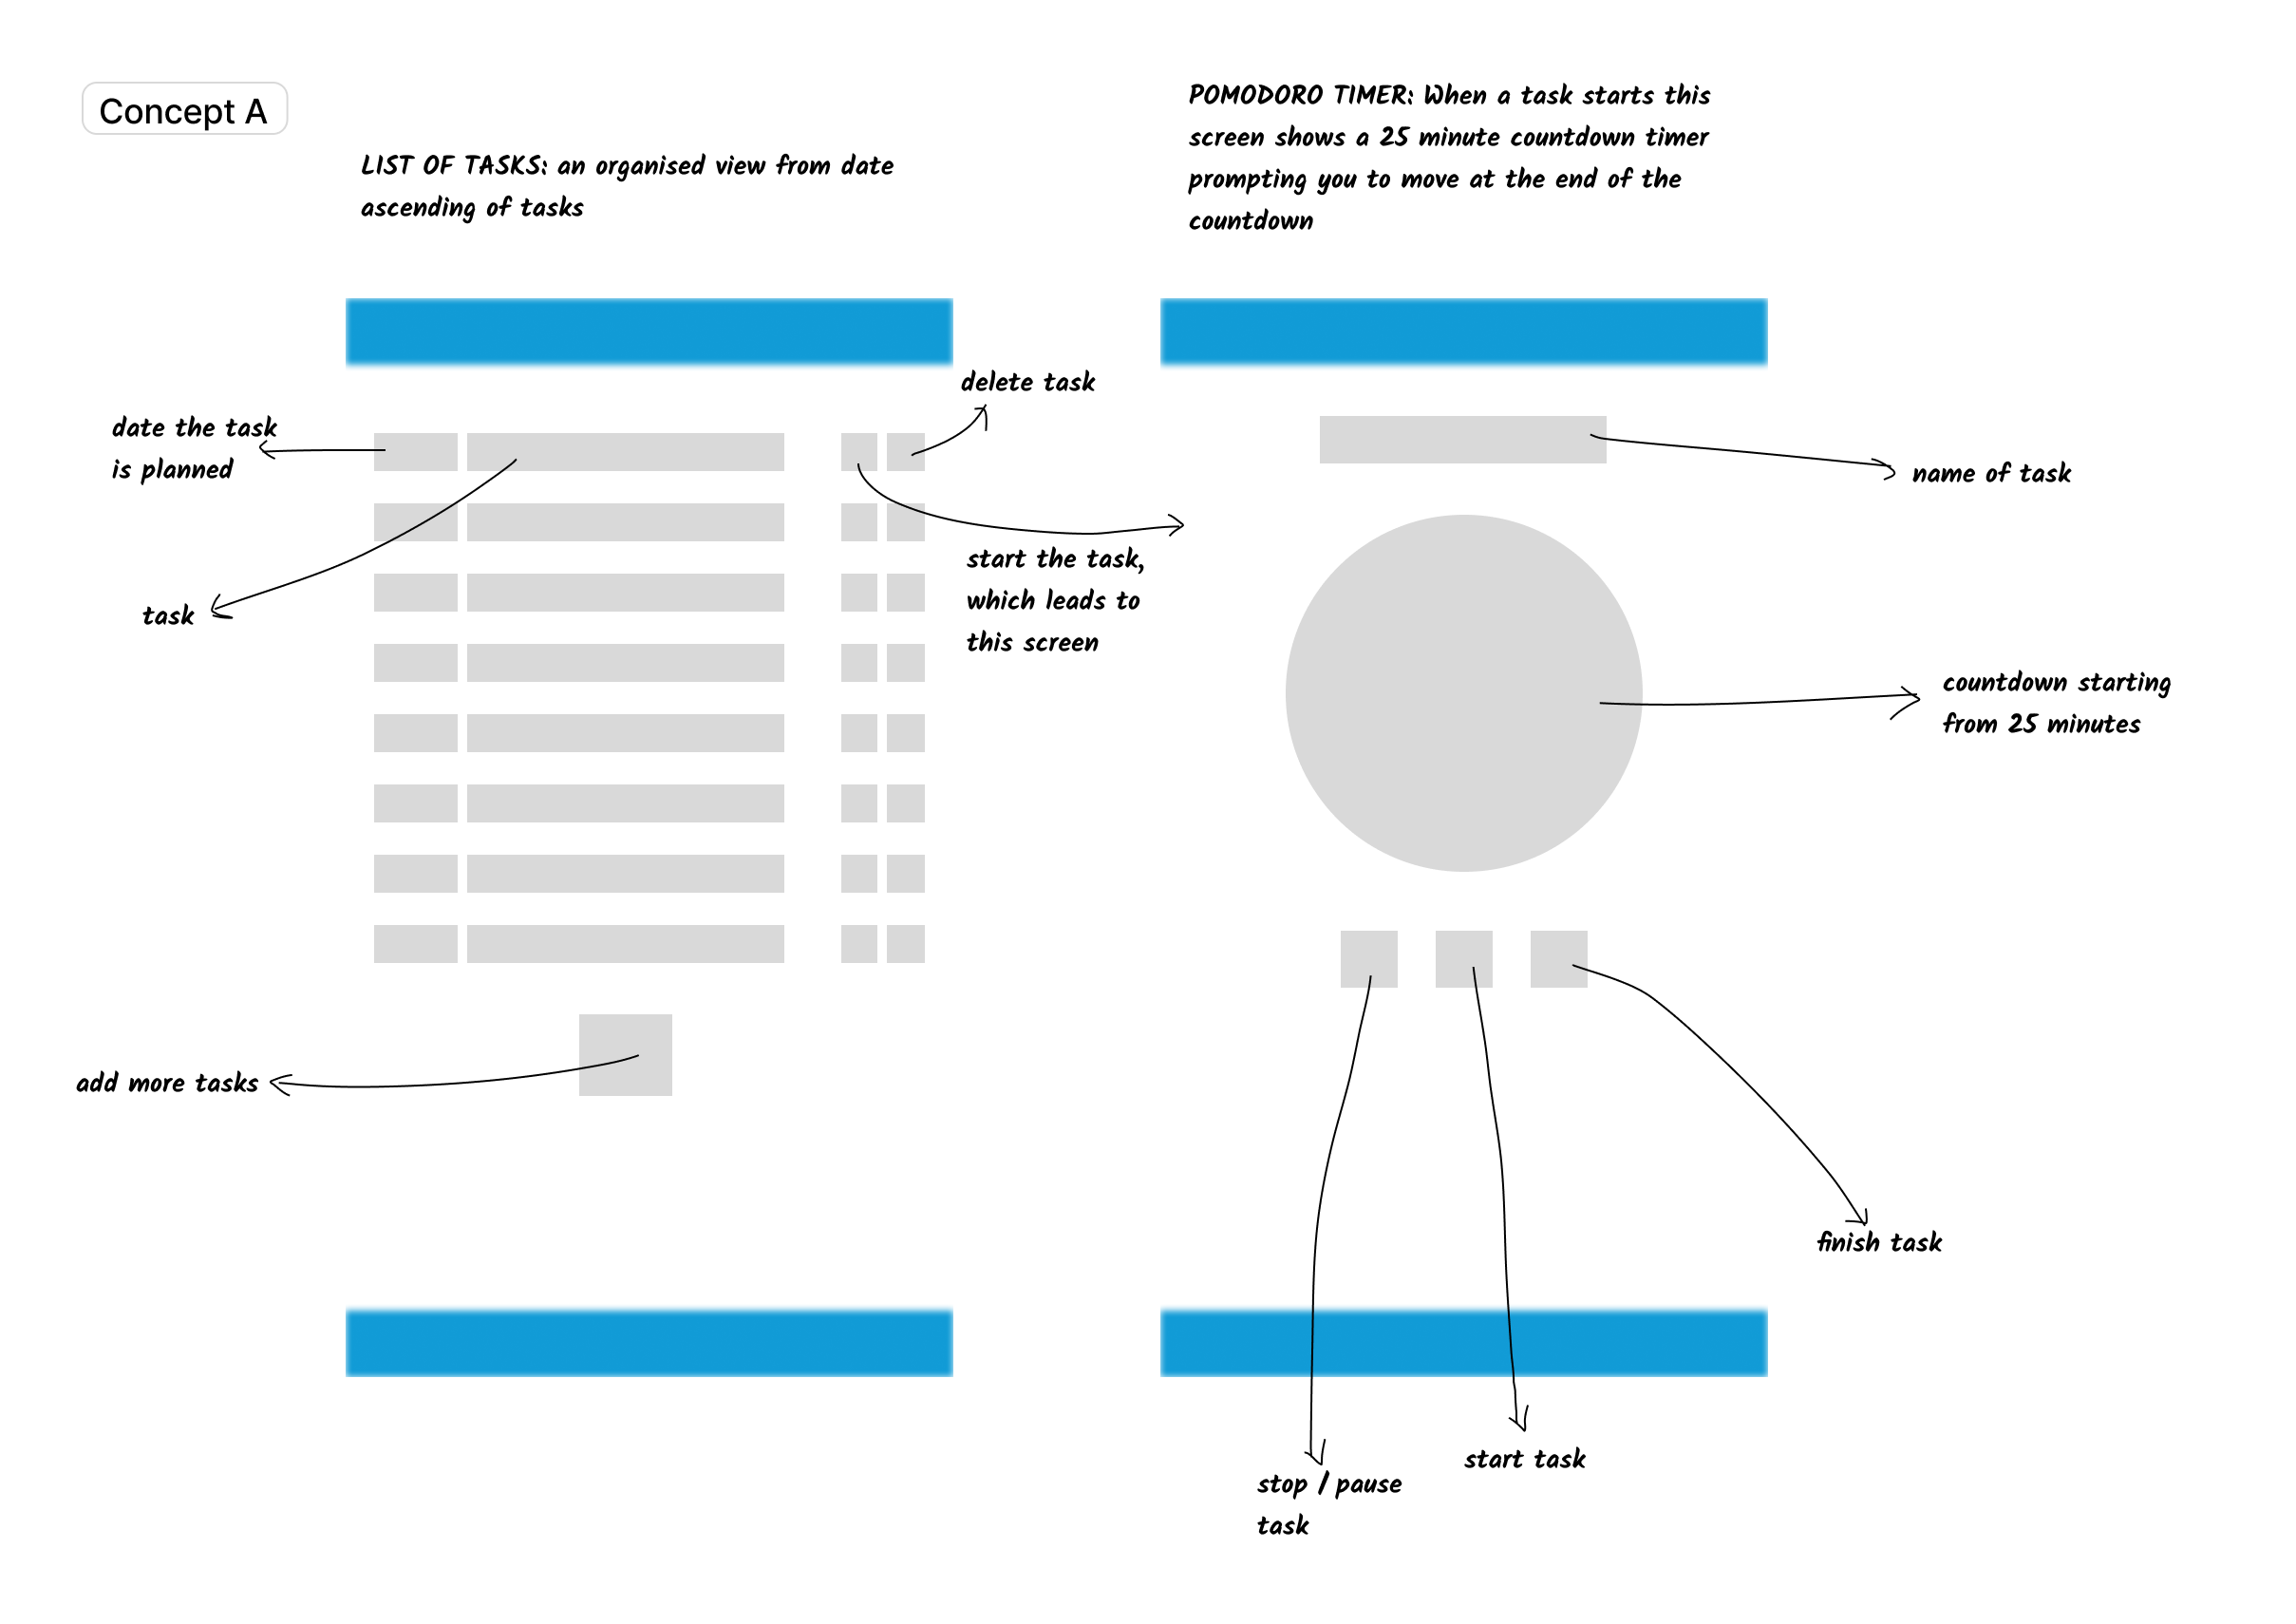 Concept A
LIST OF TASKS: an organised view from date
ascending of tasks
POMODORO TIMER: When a task starts this
screen shows a 25 minute countdown timer
prompting you to move at the end of the
countdown
delete task
date the task
is planned
name of task
start the task,
which leads to
this screen
task
countdown starting
from 25 minutes
add more tasks
finish task
start task
stop / pause
task